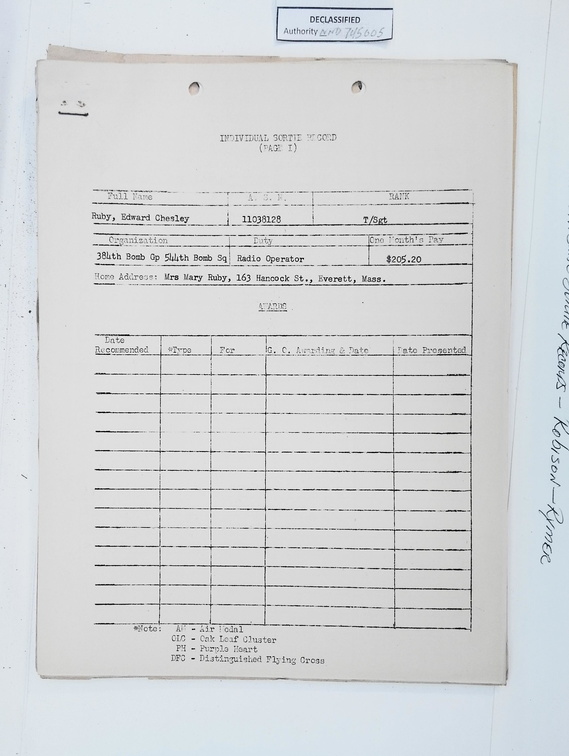 DECLASSIFIED
Authority NND 745005
INDIVIDUAL SORTIE RECORD
(PAGE I)
Full Name A. S. N. RANK
Ruby, Edward Chesley 11038128 T/Sgt
Organization Duty One Month's Pay
384th Bomb Gp 544th Bomb Sq Radio Operator $205.20
Home Address: Mrs Mary Ruby, 163 Hancock St., Everett, Mass.
AWARDS
Date
Recommended *Type For G. O. Awarding & Date Date Presented
*Note: AM - Air Medal
OLC - Oak Leaf Cluster
PH - Purple Heart
DFC - Distinguished Flying Cross
Records - Robison - Rymer